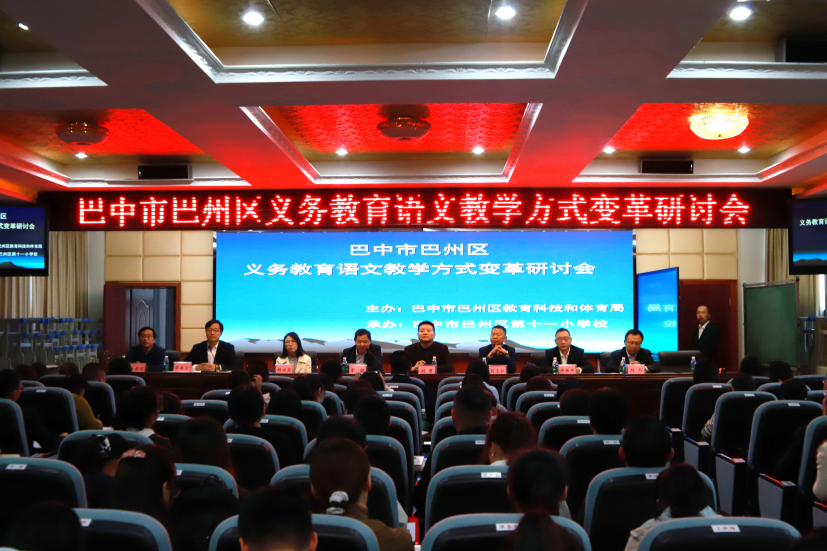 巴中市巴州区义务教育语文教学方式变革研讨会
巴中市巴州区
义务教育语文教学方式变革研讨会
主办：巴中市巴州区教育科技和体育局
承办：巴中市巴州区第十一小学校